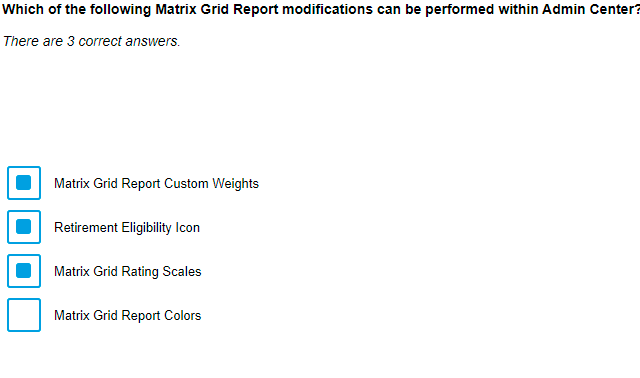 Which of the following Matrix Grid Report modifications can be performed within Admin Center?
There are 3 correct answers.
Matrix Grid Report Custom Weights
Retirement Eligibility Icon
Matrix Grid Rating Scales
Matrix Grid Report Colors